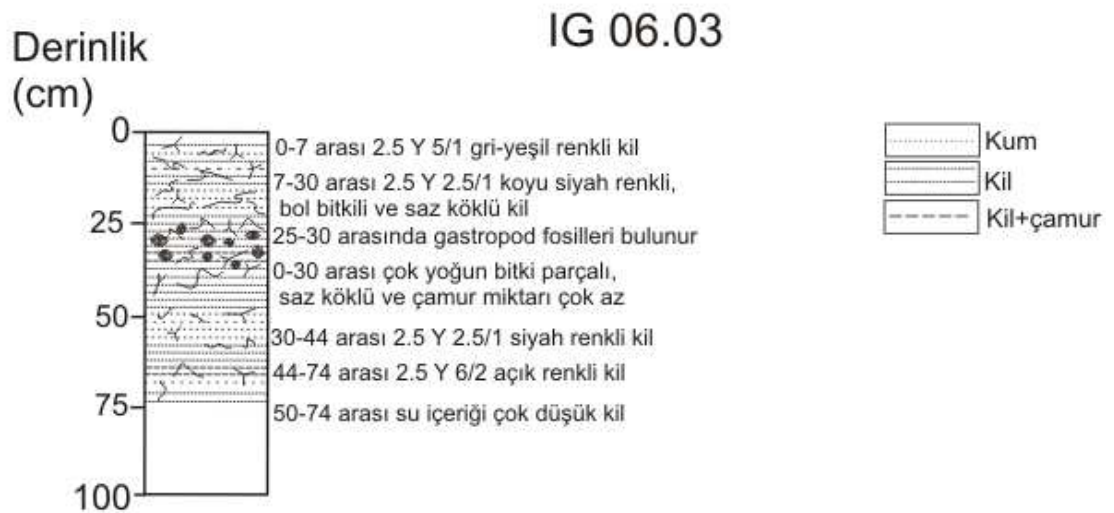 IG 06.03
Derinlik
(cm)
0
25
50
75
100
0-7 arası 2.5 Y 5/1 gri-yeşil renkli kil
7-30 arası 2.5 Y 2.5/1 koyu siyah renkli,
bol bitkili ve saz köklü kil
25-30 arasında gastropod fosilleri bulunur
0-30 arası çok yoğun bitki parçalı,
saz köklü ve çamur miktarı çok az
30-44 arası 2.5 Y 2.5/1 siyah renkli kil
44-74 arası 2.5 Y 6/2 açık renkli kil
50-74 arası su içeriği çok düşük kil
Kum
Kil
Kil+çamur